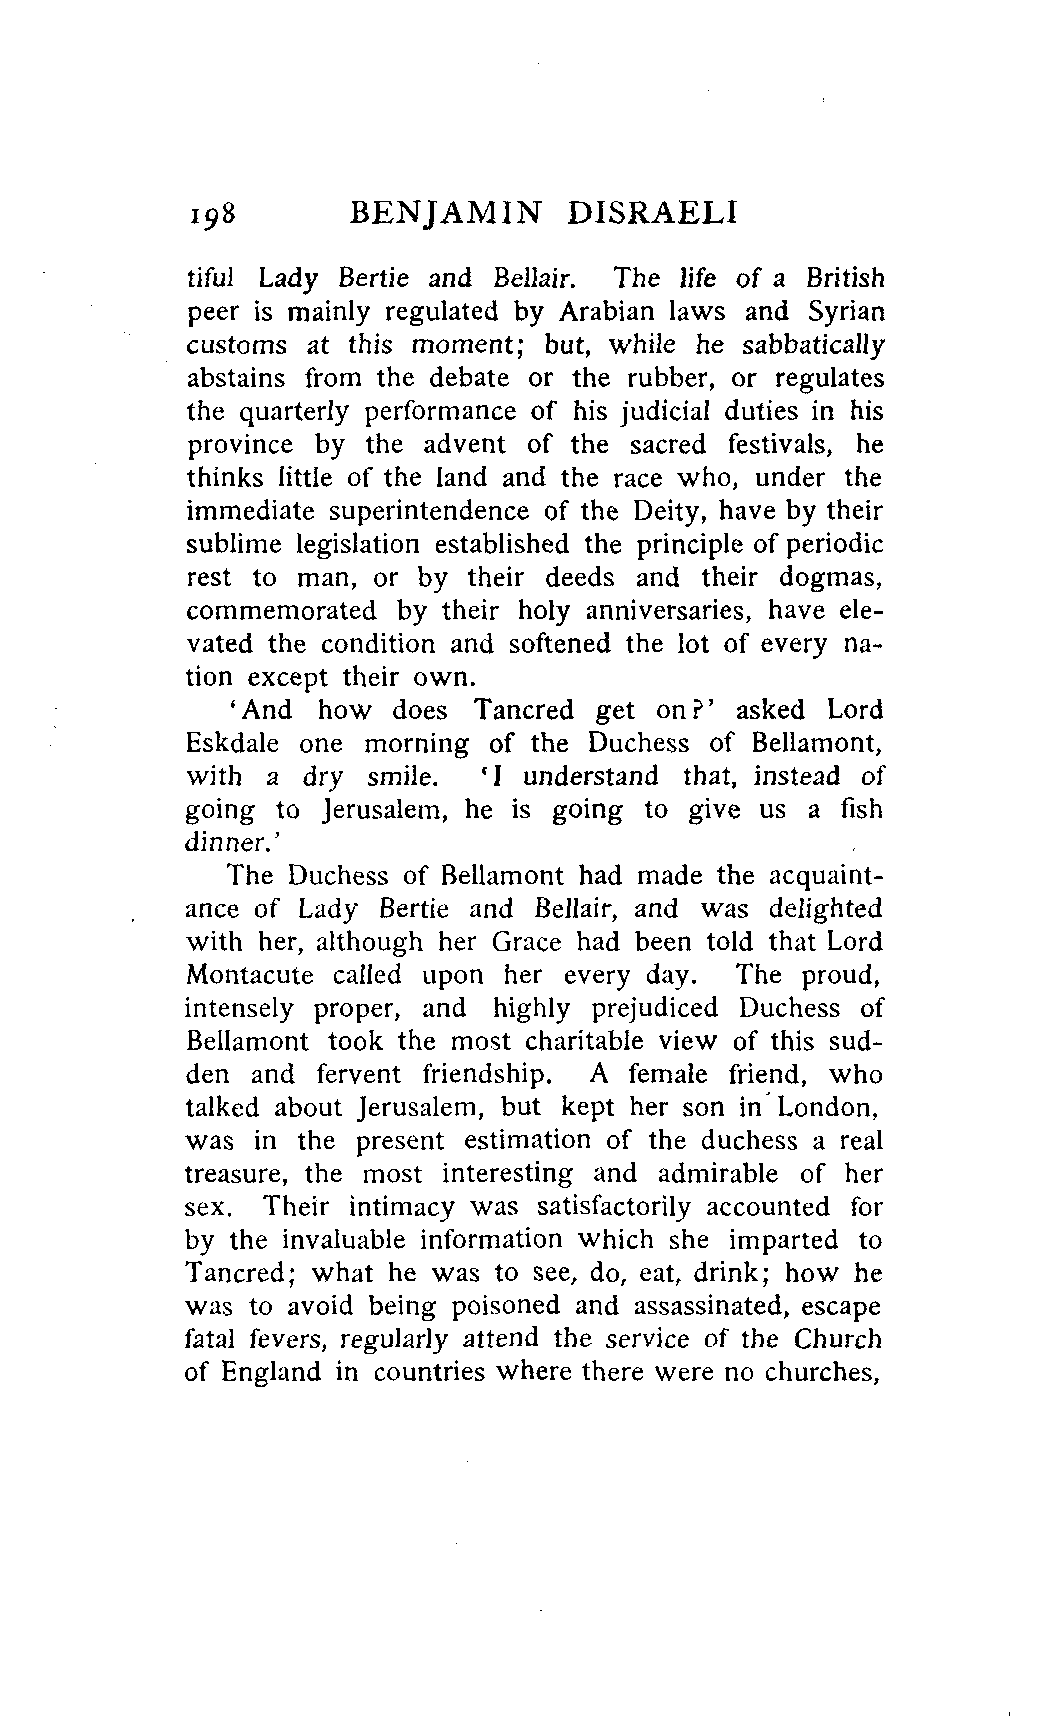 198 BENJAMIN DISRAELI
tiful Lady Bertie and Bellair. The life of a British
peer is mainly regulated by Arabian laws and Syrian
customs at this moment; but, while he sabbatically
abstains from the debate or the rubber, or regulates
the quarterly performance of his judicial duties in his
province by the advent of the sacred festivals, he
thinks little of the land and the race who, under the
immediate superintendence of the Deity, have by their
sublime legislation established the principle of periodic
rest to man, or by their deeds and their dogmas,
commemorated by their holy anniversaries, have ele-
vated the condition and softened the lot of every na-
tion except their own.
'And how does Tancred get on?' asked Lord
Eskdale one morning of the Duchess of Bellamont,
with a dry smile. 'I understand that, instead of
going to Jerusalem, he is going to give us a fish
dinner.'
The Duchess of Bellamont had made the acquaint-
ance of Lady Bertie and Bellair, and was delighted
with her, although her Grace had been told that Lord
Montacute called upon her every day. The proud,
intensely proper, and highly prejudiced Duchess of
Bellamont took the most charitable view of this sud-
den and fervent friendship. A female friend, who
talked about Jerusalem, but kept her son in London,
was in the present estimation of the duchess a real
treasure, the most interesting and admirable of her
sex. Their intimacy was satisfactorily accounted for
by the invaluable information which she imparted to
Tancred; what he was to see, do, eat, drink; how he
was to avoid being poisoned and assassinated, escape
fatal fevers, regularly attend the service of the Church
of England in countries where there were no churches,